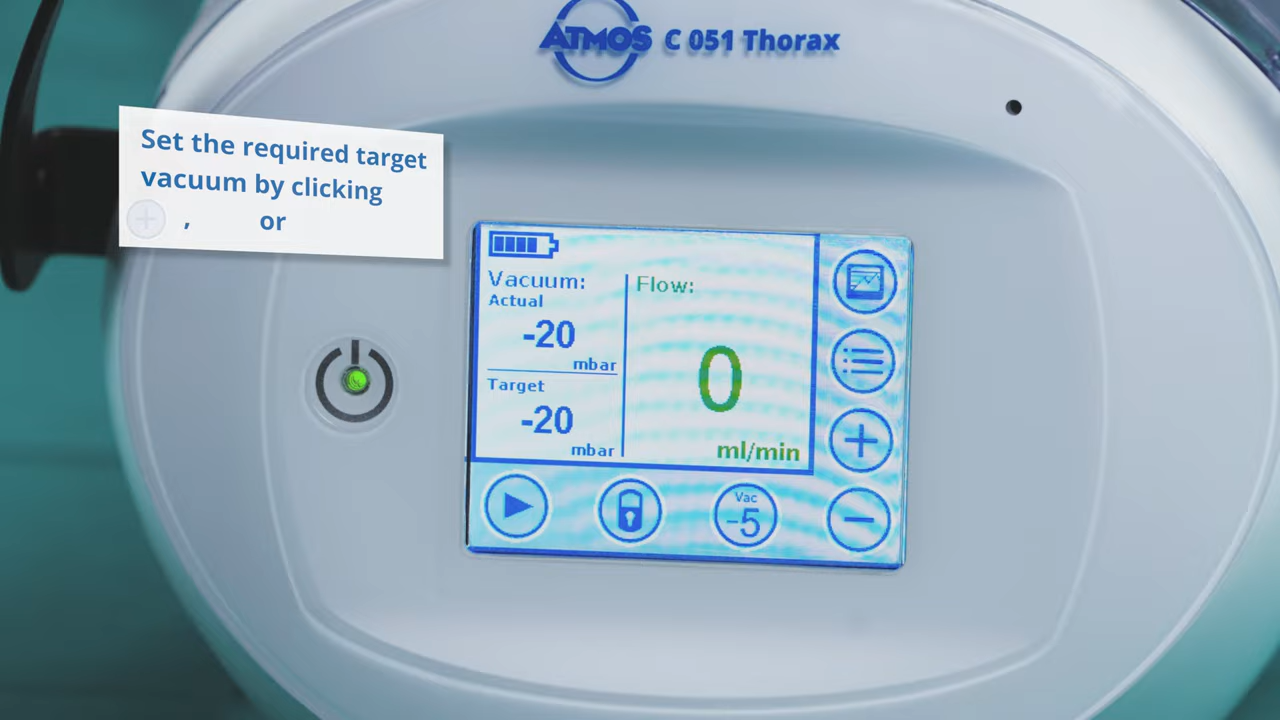 ATMOS C 051 Thorax
Set the required target
vacuum by clicking
, or
Vacuum:
Actual
-20
mbar
Target
-20
mbar
Flow:
0
ml/min
Vac
-5